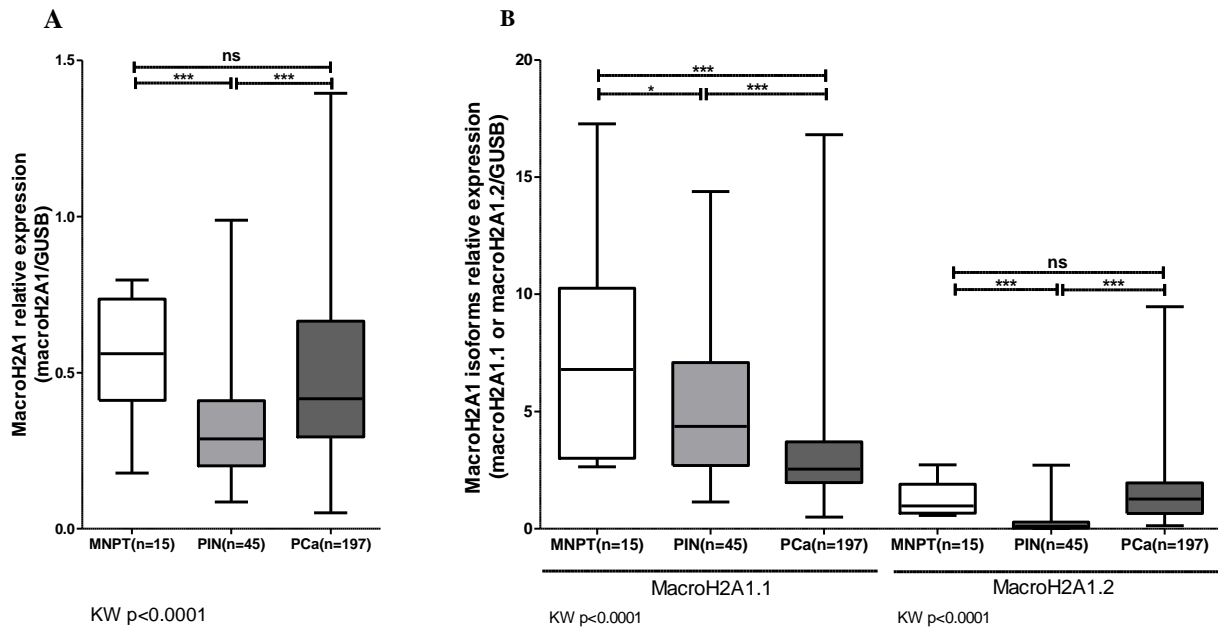 A
MacroH2A1 relative expression
(macroH2A1/GUSB)
1.5
1.0
0.5
0.0
ns
***
***
MNPT(n=15)
PIN(n=45)
PCa(n=197)
KW p<0.0001
B
MacroH2A1 isoforms relative expression
(macroH2A1.1 or macroH2A1.2/GUSB)
20
15
10
5
0
***
*
***
ns
***
***
MNPT(n=15)
PIN(n=45)
PCa(n=197)
MNPT(n=15)
PIN(n=45)
PCa(n=197)
MacroH2A1.1
MacroH2A1.2
KW p<0.0001
KW p<0.0001